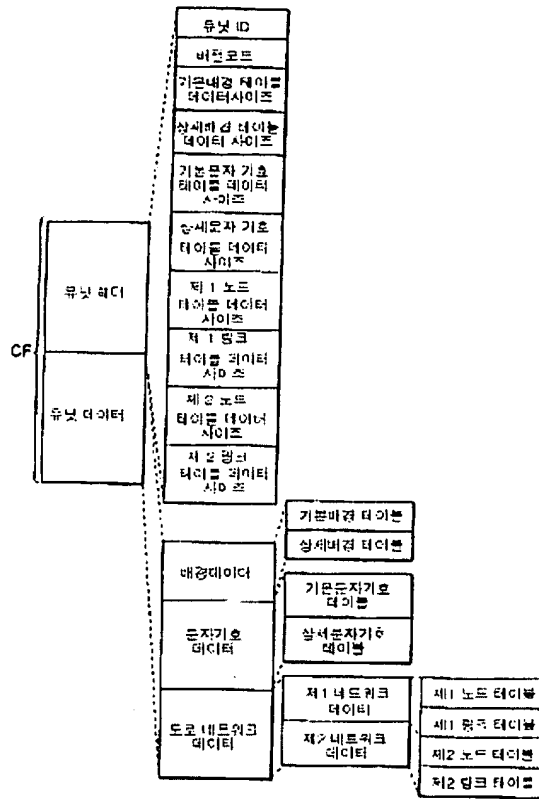 유닛 ID
버전코드
기본배경 테이블
데이터사이즈
상세배경 테이블
데이터 사이즈
기본문자 기호
테이블 데이터
사이즈
상세문자 기호
테이블 데이터
사이즈
제 1 노드
테이블 데이터
사이즈
제 1 링크
테이블 데이터
사이즈
제 2 노드
테이블 데이터
사이즈
제 2 링크
테이블 데이터
사이즈
CF
유닛 헤더
유닛 데이터
배경데이터
문자기호
데이터
도로 네트워크
데이터
기본배경 테이블
상세배경 테이블
기본문자기호
테이블
상세문자기호
테이블
제1 네트워크
데이터
제2 네트워크
데이터
제1 노드 테이블
제1 링크 테이블
제2 노드 테이블
제2 링크 테이블